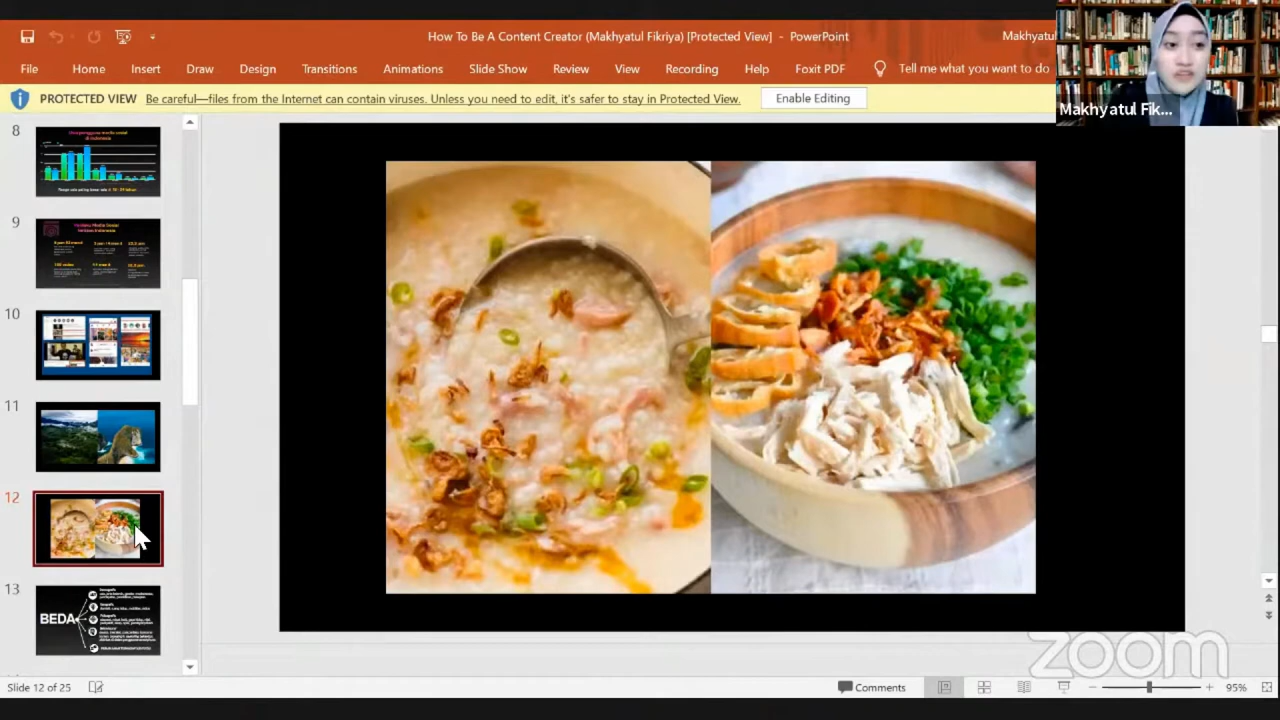 How To Be A Content Creator (Makhyatul Fikriya) [Protected View] - PowerPoint
Makhyatul
File Home Insert Draw Design Transitions Animations Slide Show Review View Recording Help Foxit PDF Tell me what you want to do
PROTECTED VIEW Be careful—files from the Internet can contain viruses. Unless you need to edit, it's safer to stay in Protected View. Enable Editing
Makhyatul Fik...
8
9
10
11
12
13
BEDA
zoom
Slide 12 of 25 Comments 95%